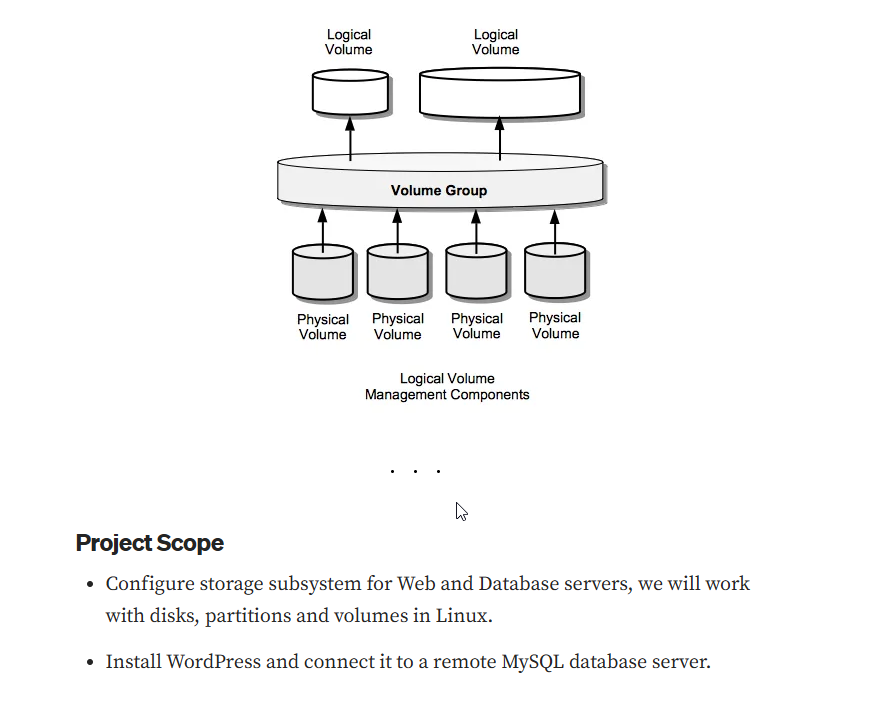 Logical Volume
Logical Volume
Volume Group
Physical Volume
Physical Volume
Physical Volume
Physical Volume
Logical Volume
Management Components
. . .
Project Scope
• Configure storage subsystem for Web and Database servers, we will work
with disks, partitions and volumes in Linux.
• Install WordPress and connect it to a remote MySQL database server.